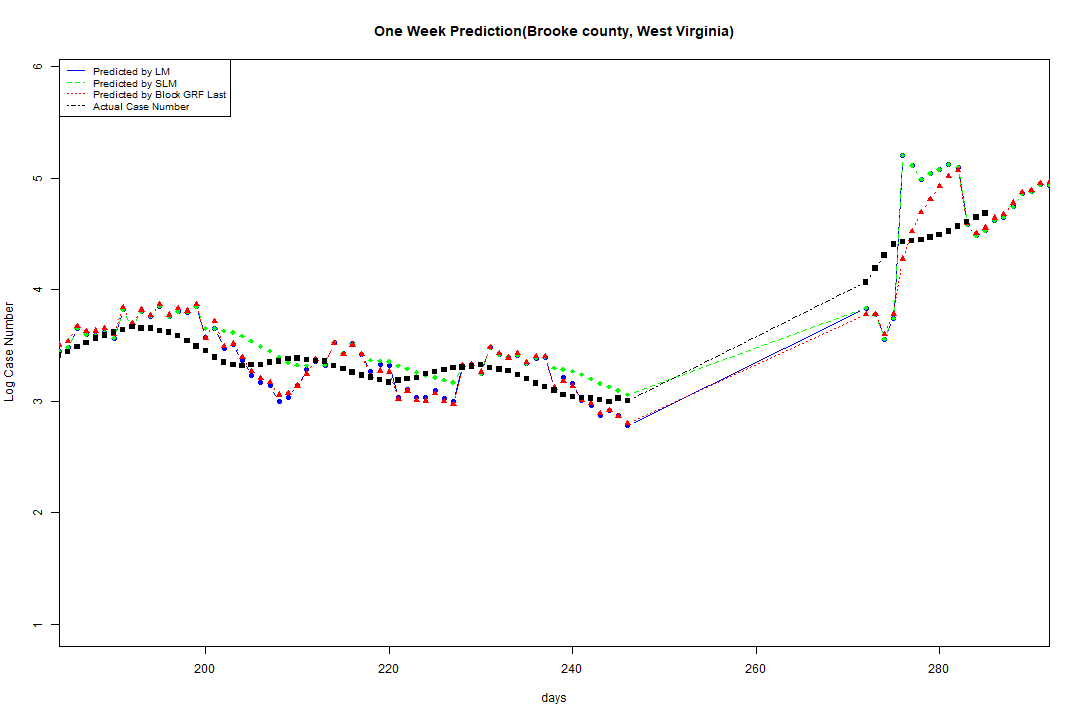 One Week Prediction(Brooke county, West Virginia)
Predicted by LM
Predicted by SLM
Predicted by Block GRF Last
Actual Case Number
6
5
4
3
2
1
Log Case Number
200
220
240
260
280
days